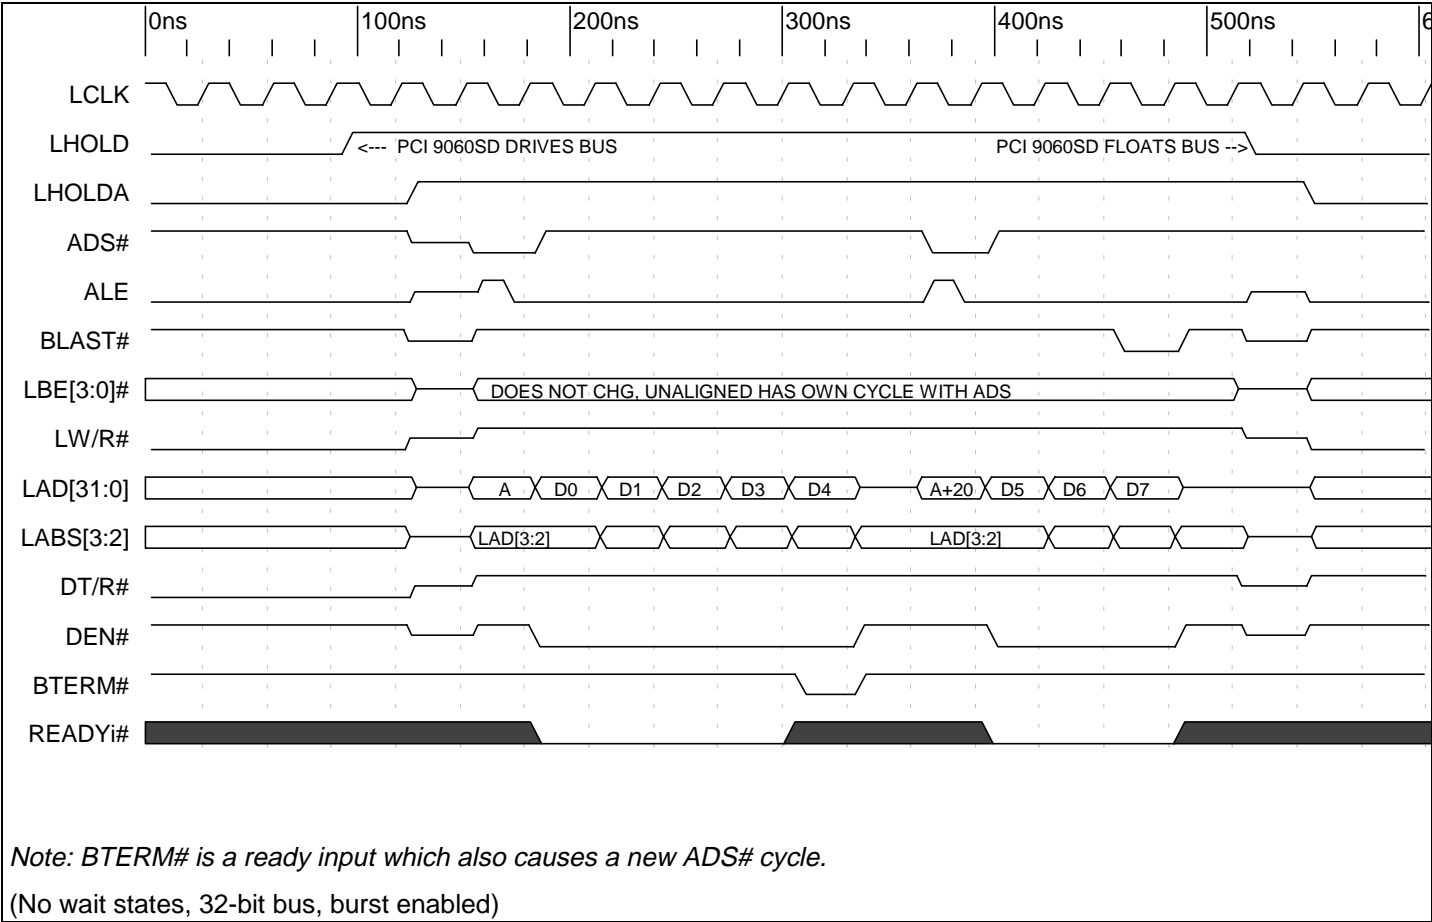 0ns 100ns 200ns 300ns 400ns 500ns 6
LCLK
LHOLD <--- PCI 9060SD DRIVES BUS PCI 9060SD FLOATS BUS -->
LHOLDA
ADS#
ALE
BLAST#
LBE[3:0]# DOES NOT CHG, UNALIGNED HAS OWN CYCLE WITH ADS
LW/R#
LAD[31:0] A D0 D1 D2 D3 D4 A+20 D5 D6 D7
LABS[3:2] LAD[3:2] LAD[3:2]
DT/R#
DEN#
BTERM#
READYi#
Note: BTERM# is a ready input which also causes a new ADS# cycle.
(No wait states, 32-bit bus, burst enabled)